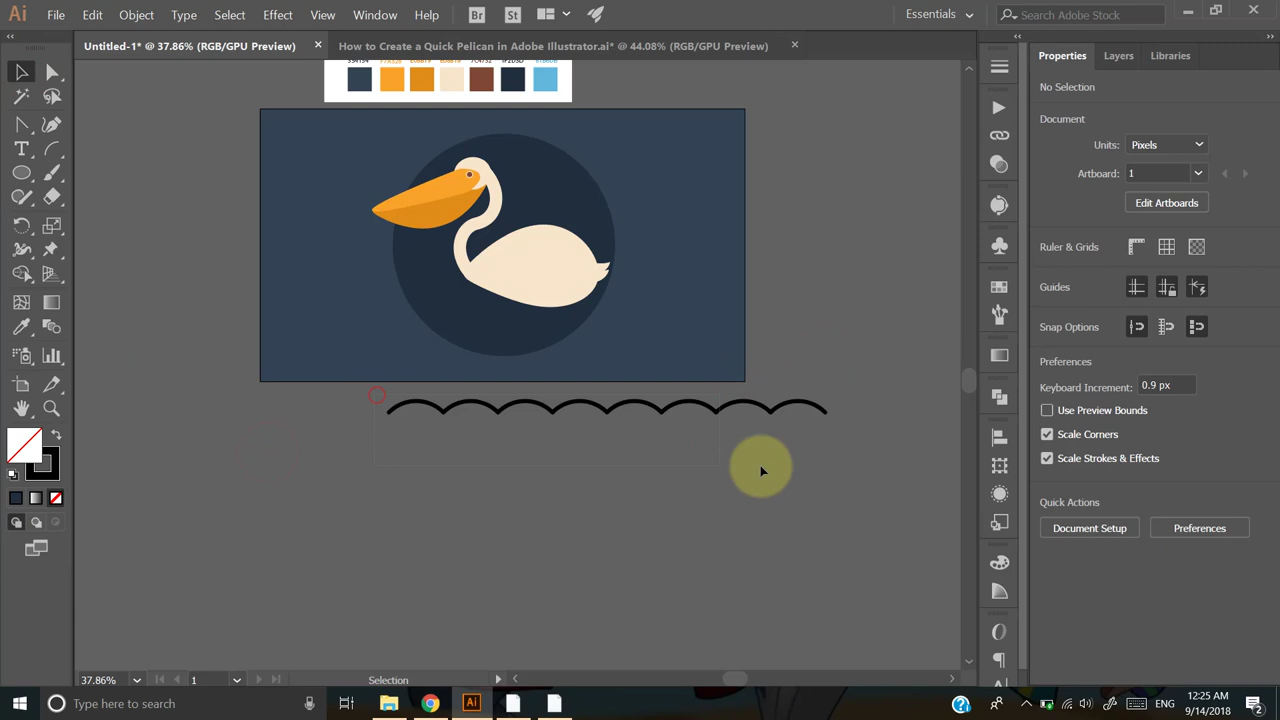 Ai File Edit Object Type Select Effect View Window Help Br St Essentials Search Adobe Stock
Untitled-1* @ 37.86% (RGB/GPU Preview) × How to Create a Quick Pelican in Adobe Illustrator.ai* @ 44.08% (RGB/GPU Preview) ×
Properties Layers Libraries
No Selection
Document
Units: Pixels
Artboard: 1
Edit Artboards
Ruler & Grids
Guides
Snap Options
Preferences
Keyboard Increment: 0.9 px
Use Preview Bounds
Scale Corners
Scale Strokes & Effects
Quick Actions
Document Setup Preferences
37.86% 1 Selection
Type here to search Ai ENG 12:25 AM
9/14/2018 2